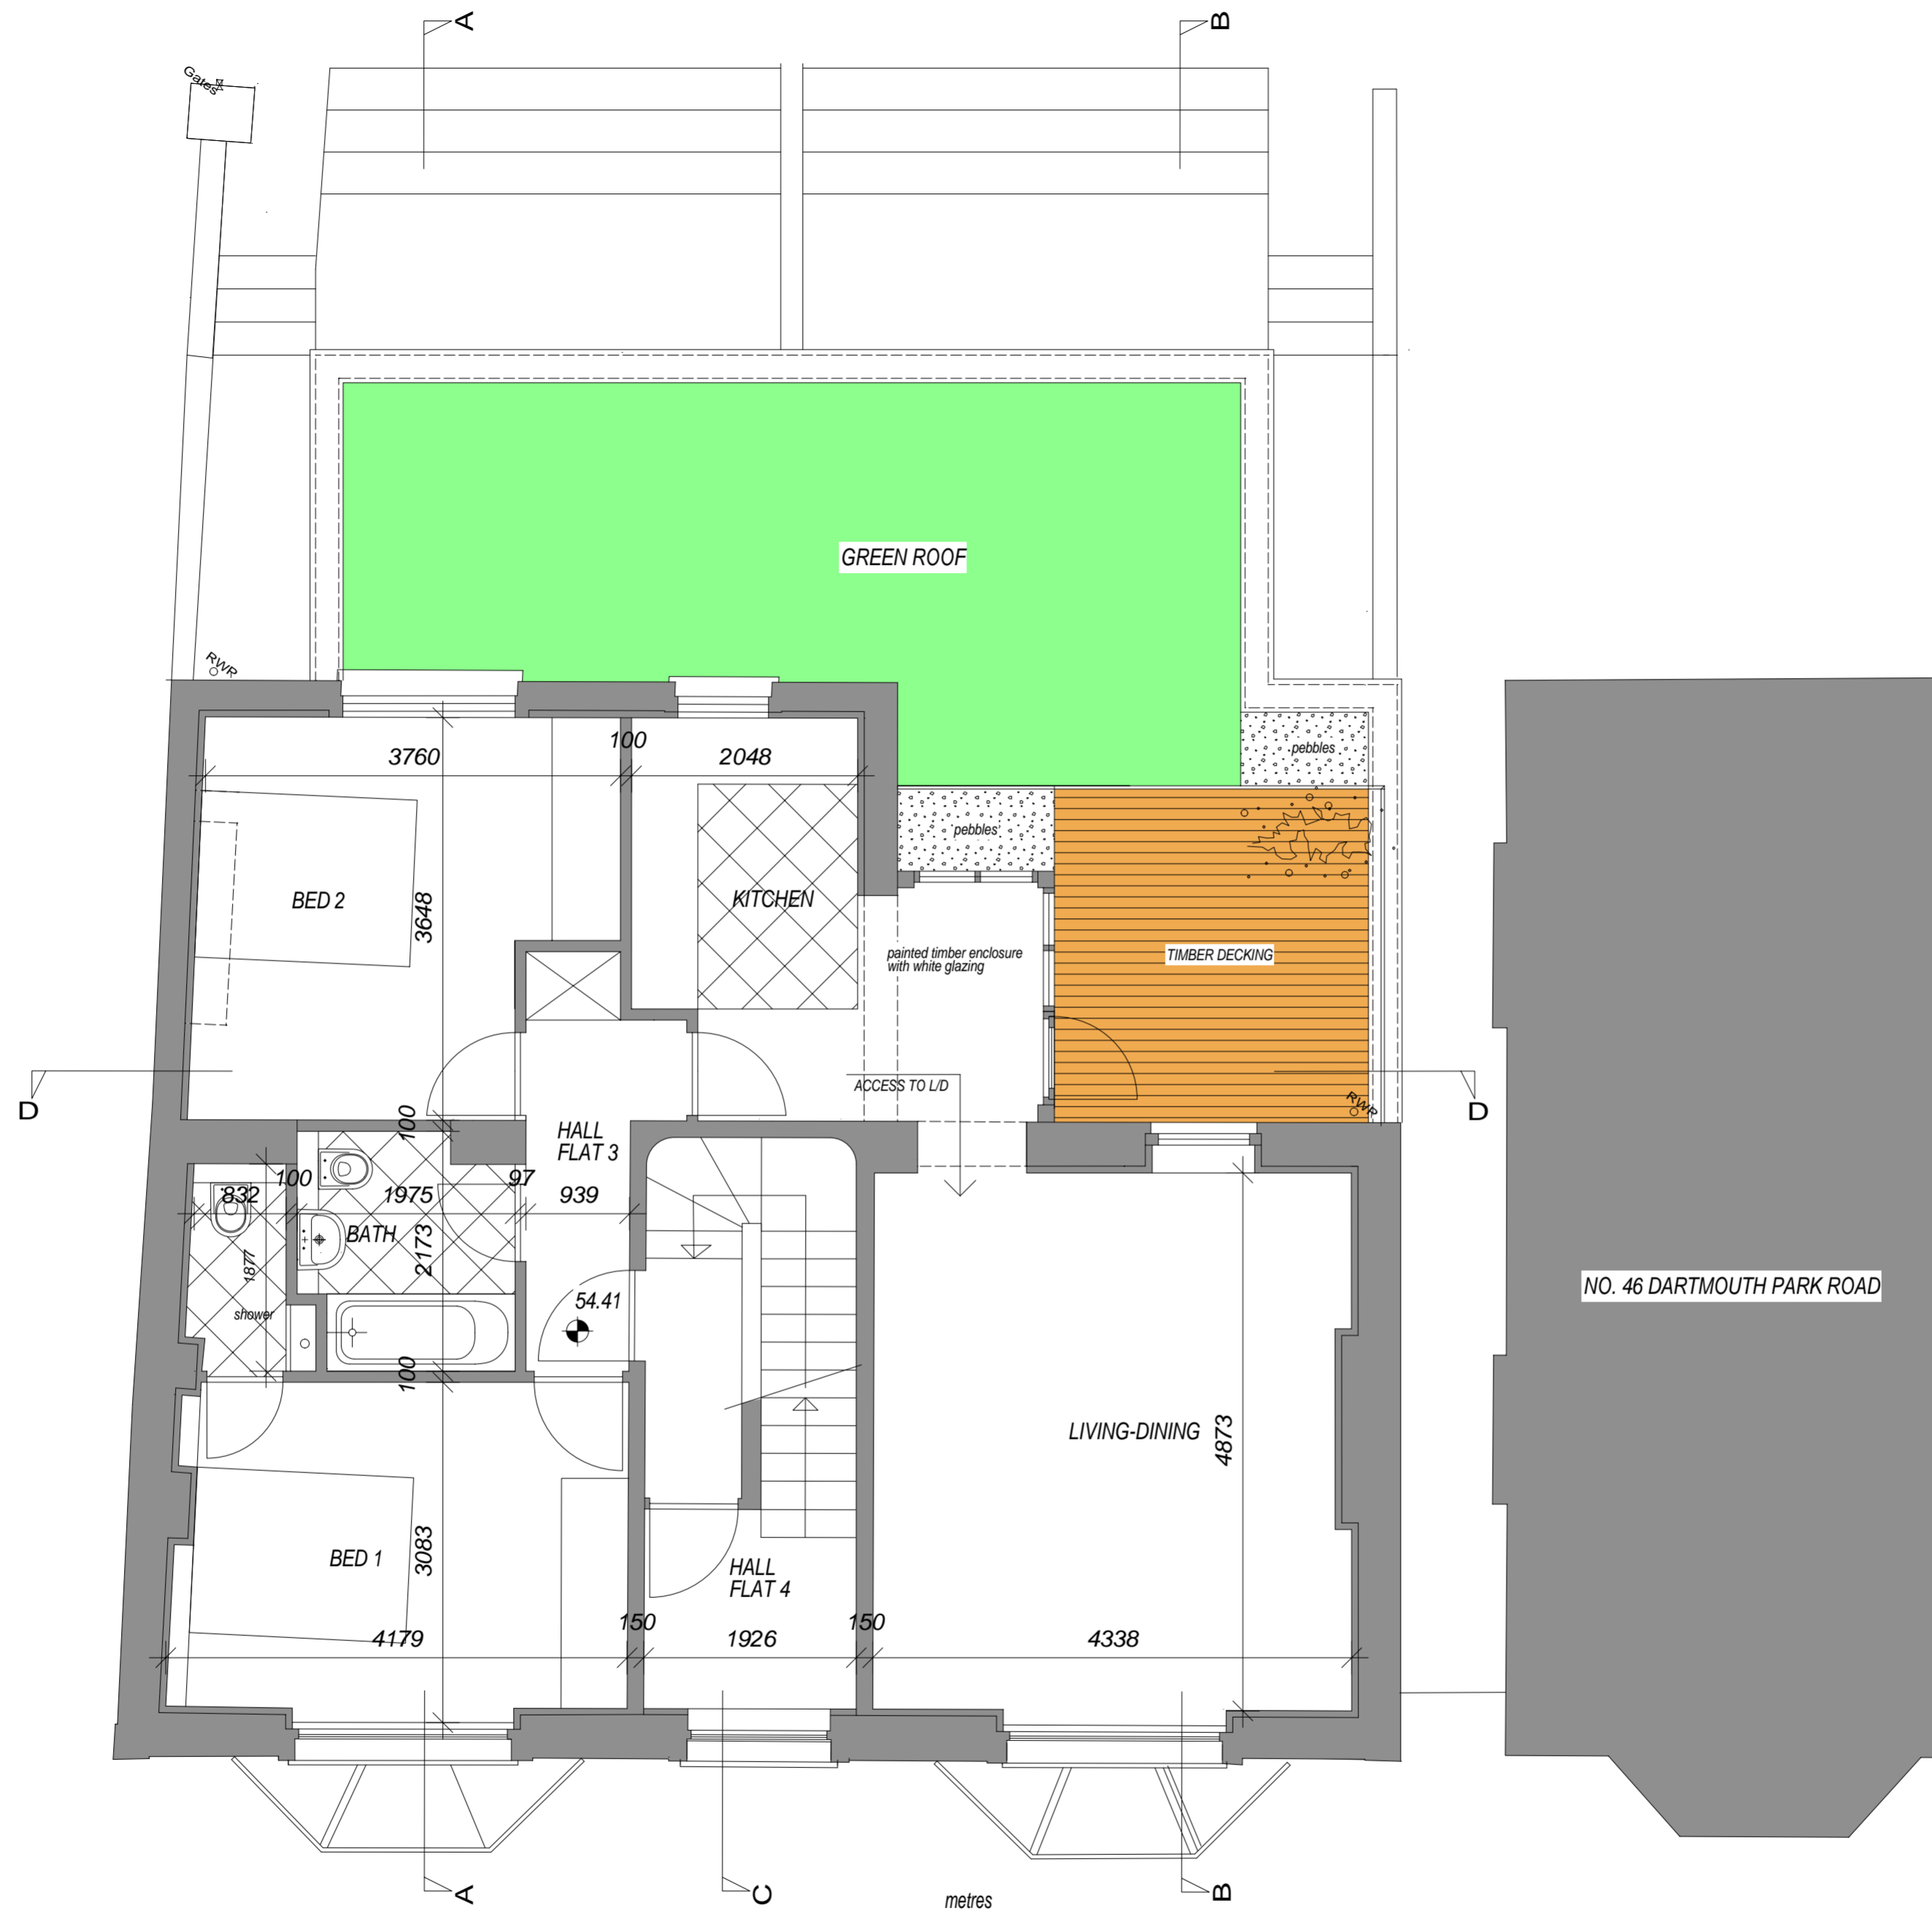 A
B
Gates
GREEN ROOF
RWR
100
3760
2048
pebbles
pebbles
BED 2
3648
KITCHEN
painted timber enclosure
with white glazing
TIMBER DECKING
ACCESS TO L/D
D
D
RWR
100
HALL
FLAT 3
100
832
1975
97
939
BATH
2173
1877
shower
54.41
NO. 46 DARTMOUTH PARK ROAD
100
LIVING-DINING
4873
BED 1
3083
HALL
FLAT 4
150
150
4179
1926
4338
A
C
B
metres